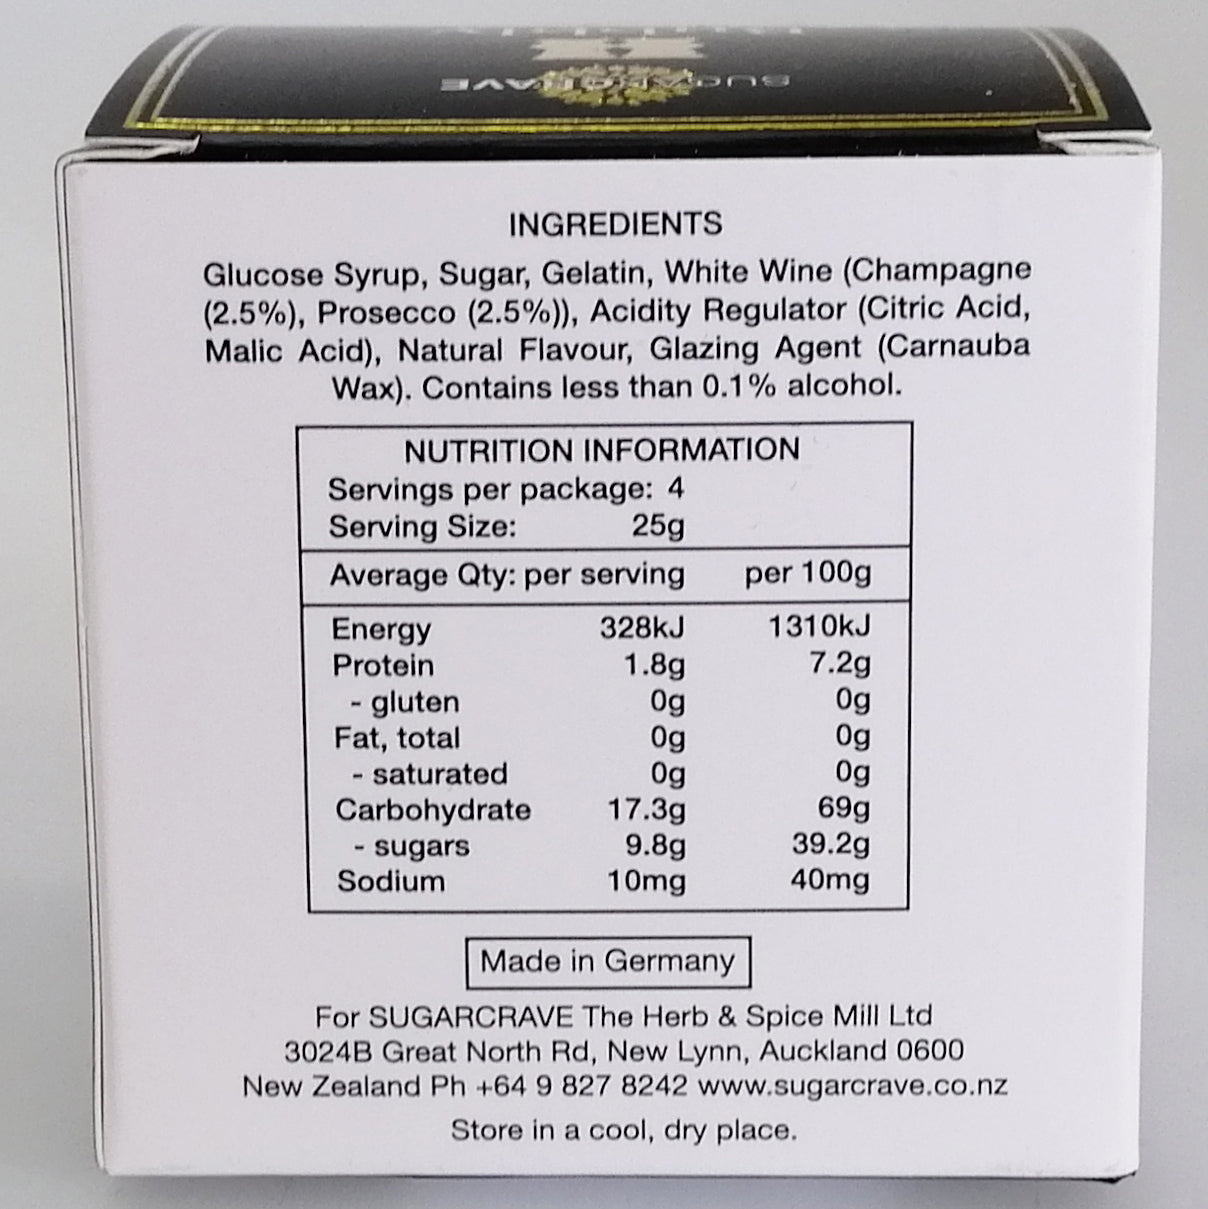 SUGARCRAVE
INGREDIENTS
Glucose Syrup, Sugar, Gelatin, White Wine (Champagne
(2.5%), Prosecco (2.5%)), Acidity Regulator (Citric Acid,
Malic Acid), Natural Flavour, Glazing Agent (Carnauba
Wax). Contains less than 0.1% alcohol.
NUTRITION INFORMATION
Servings per package: 4
Serving Size: 25g
Average Qty: per serving per 100g
Energy 328kJ 1310kJ
Protein 1.8g 7.2g
- gluten 0g 0g
Fat, total 0g 0g
- saturated 0g 0g
Carbohydrate 17.3g 69g
- sugars 9.8g 39.2g
Sodium 10mg 40mg
Made in Germany
For SUGARCRAVE The Herb & Spice Mill Ltd
3024B Great North Rd, New Lynn, Auckland 0600
New Zealand Ph +64 9 827 8242 www.sugarcrave.co.nz
Store in a cool, dry place.